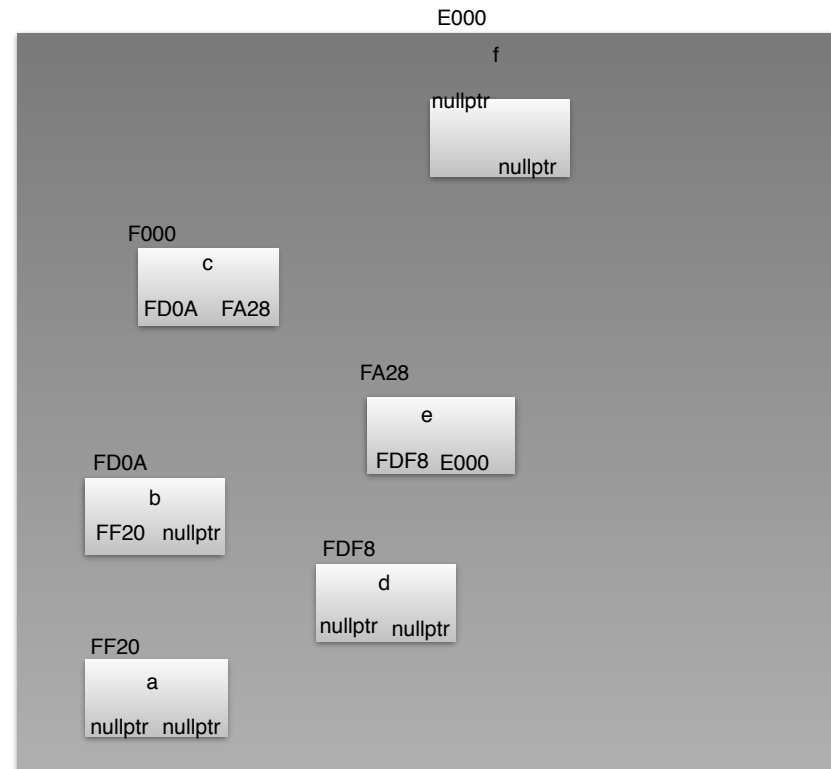 E000
f
nullptr
nullptr
F000
c
FD0A FA28
FA28
e
FDF8 E000
FD0A
b
FF20 nullptr
FDF8
d
nullptr nullptr
FF20
a
nullptr nullptr